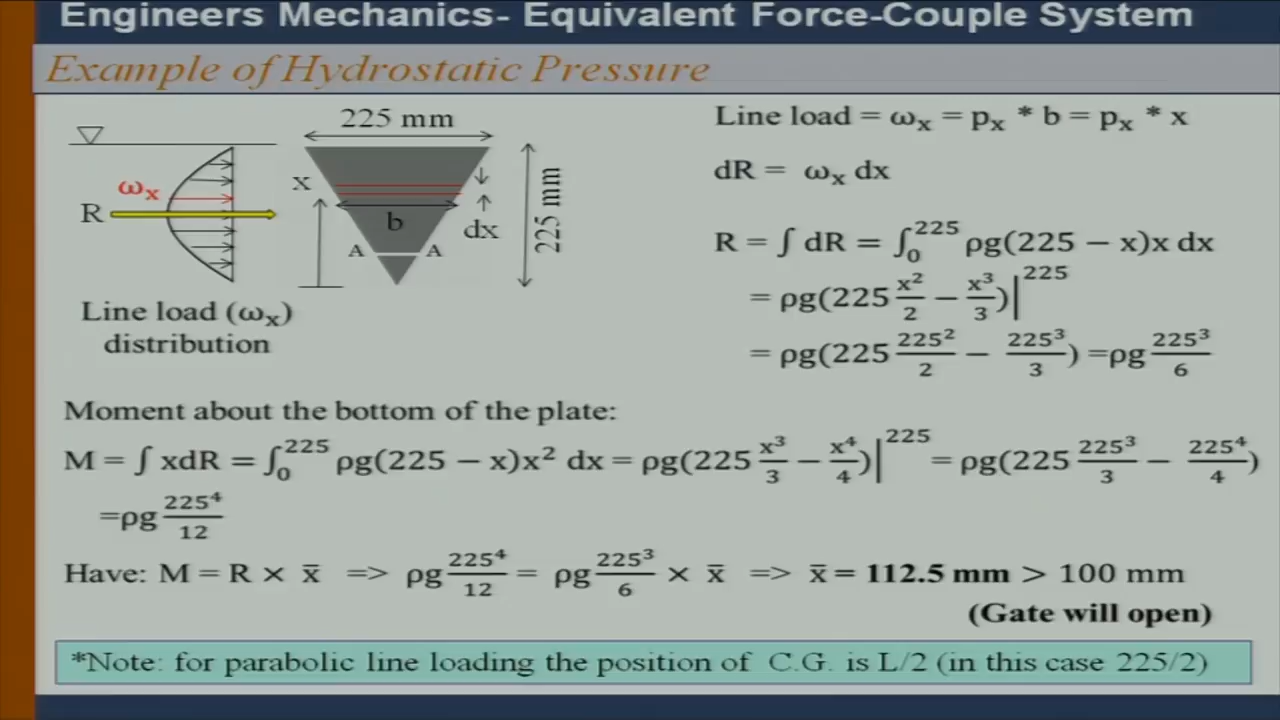 Engineers Mechanics- Equivalent Force-Couple System
Example of Hydrostatic Pressure
225 mm
ωx
R
x
b
A A
dx
225 mm
Line load (ωx)
distribution
Line load = ωx = px * b = px * x
dR = ωx dx
R = ∫ dR = ∫₀²²⁵ ρg(225 − x)x dx
= ρg(225 x²/2 − x³/3)|²²⁵
= ρg(225 225²/2 − 225³/3) =ρg 225³/6
Moment about the bottom of the plate:
M = ∫ xdR = ∫₀²²⁵ ρg(225 − x)x² dx = ρg(225 x³/3 − x⁴/4)|²²⁵ = ρg(225 225³/3 − 225⁴/4)
=ρg 225⁴/12
Have: M = R × x̄ => ρg 225⁴/12 = ρg 225³/6 × x̄ => x̄ = 112.5 mm > 100 mm
(Gate will open)
*Note: for parabolic line loading the position of C.G. is L/2 (in this case 225/2)